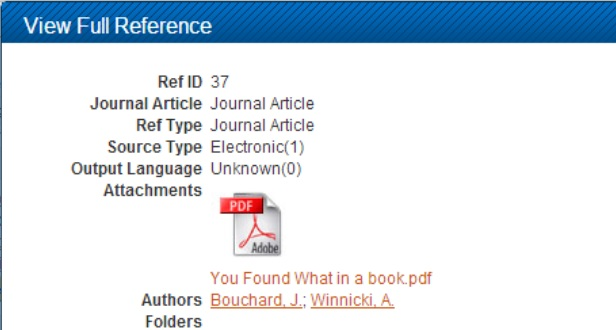 View Full Reference
Ref ID 37
Journal Article Journal Article
Ref Type Journal Article
Source Type Electronic(1)
Output Language Unknown(0)
Attachments
PDF
Adobe
You Found What in a book.pdf
Authors Bouchard, J.; Winnicki, A.
Folders